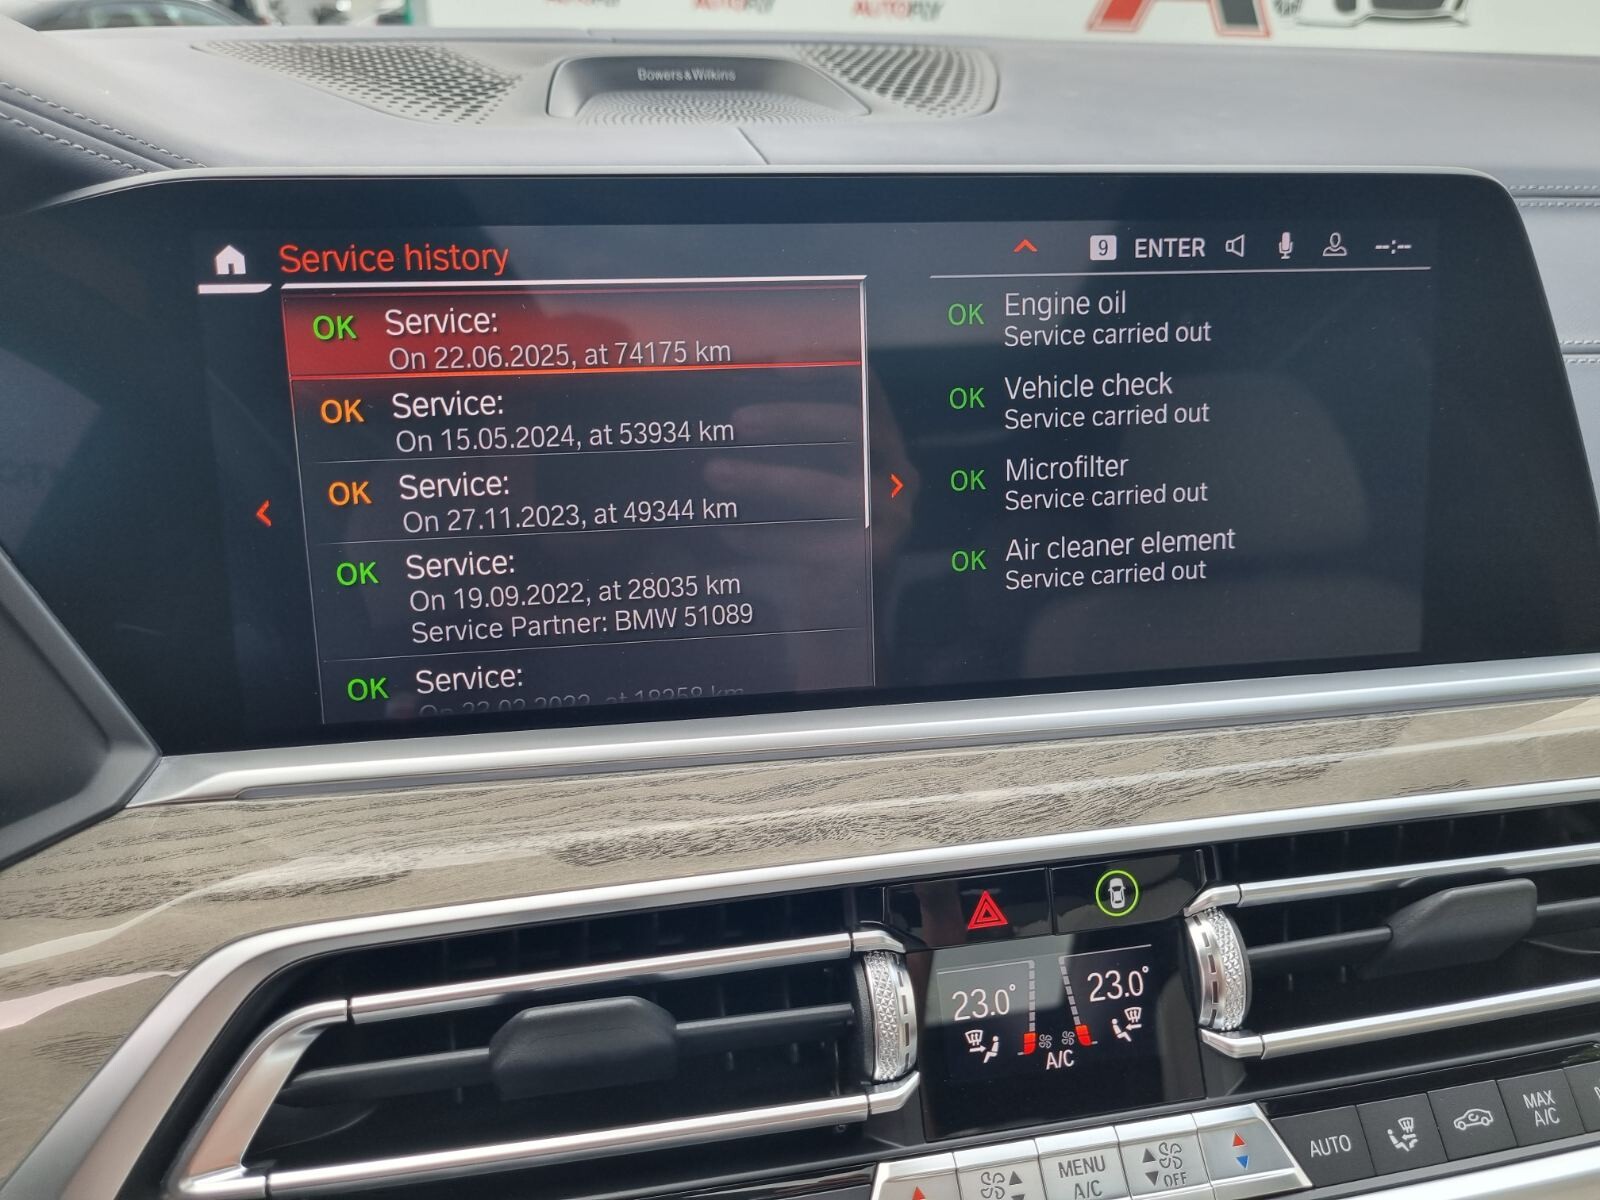 AUTOFLY
AUTOFLY
Bowers & Wilkins
Service history
9 ENTER --:--
OK Service:
On 22.06.2025, at 74175 km
OK Service:
On 15.05.2024, at 53934 km
OK Service:
On 27.11.2023, at 49344 km
OK Service:
On 19.09.2022, at 28035 km
Service Partner: BMW 51089
OK Service:
OK Engine oil
Service carried out
OK Vehicle check
Service carried out
OK Microfilter
Service carried out
OK Air cleaner element
Service carried out
23.0°
23.0°
A/C
MENU
A/C
OFF
AUTO
MAX
A/C